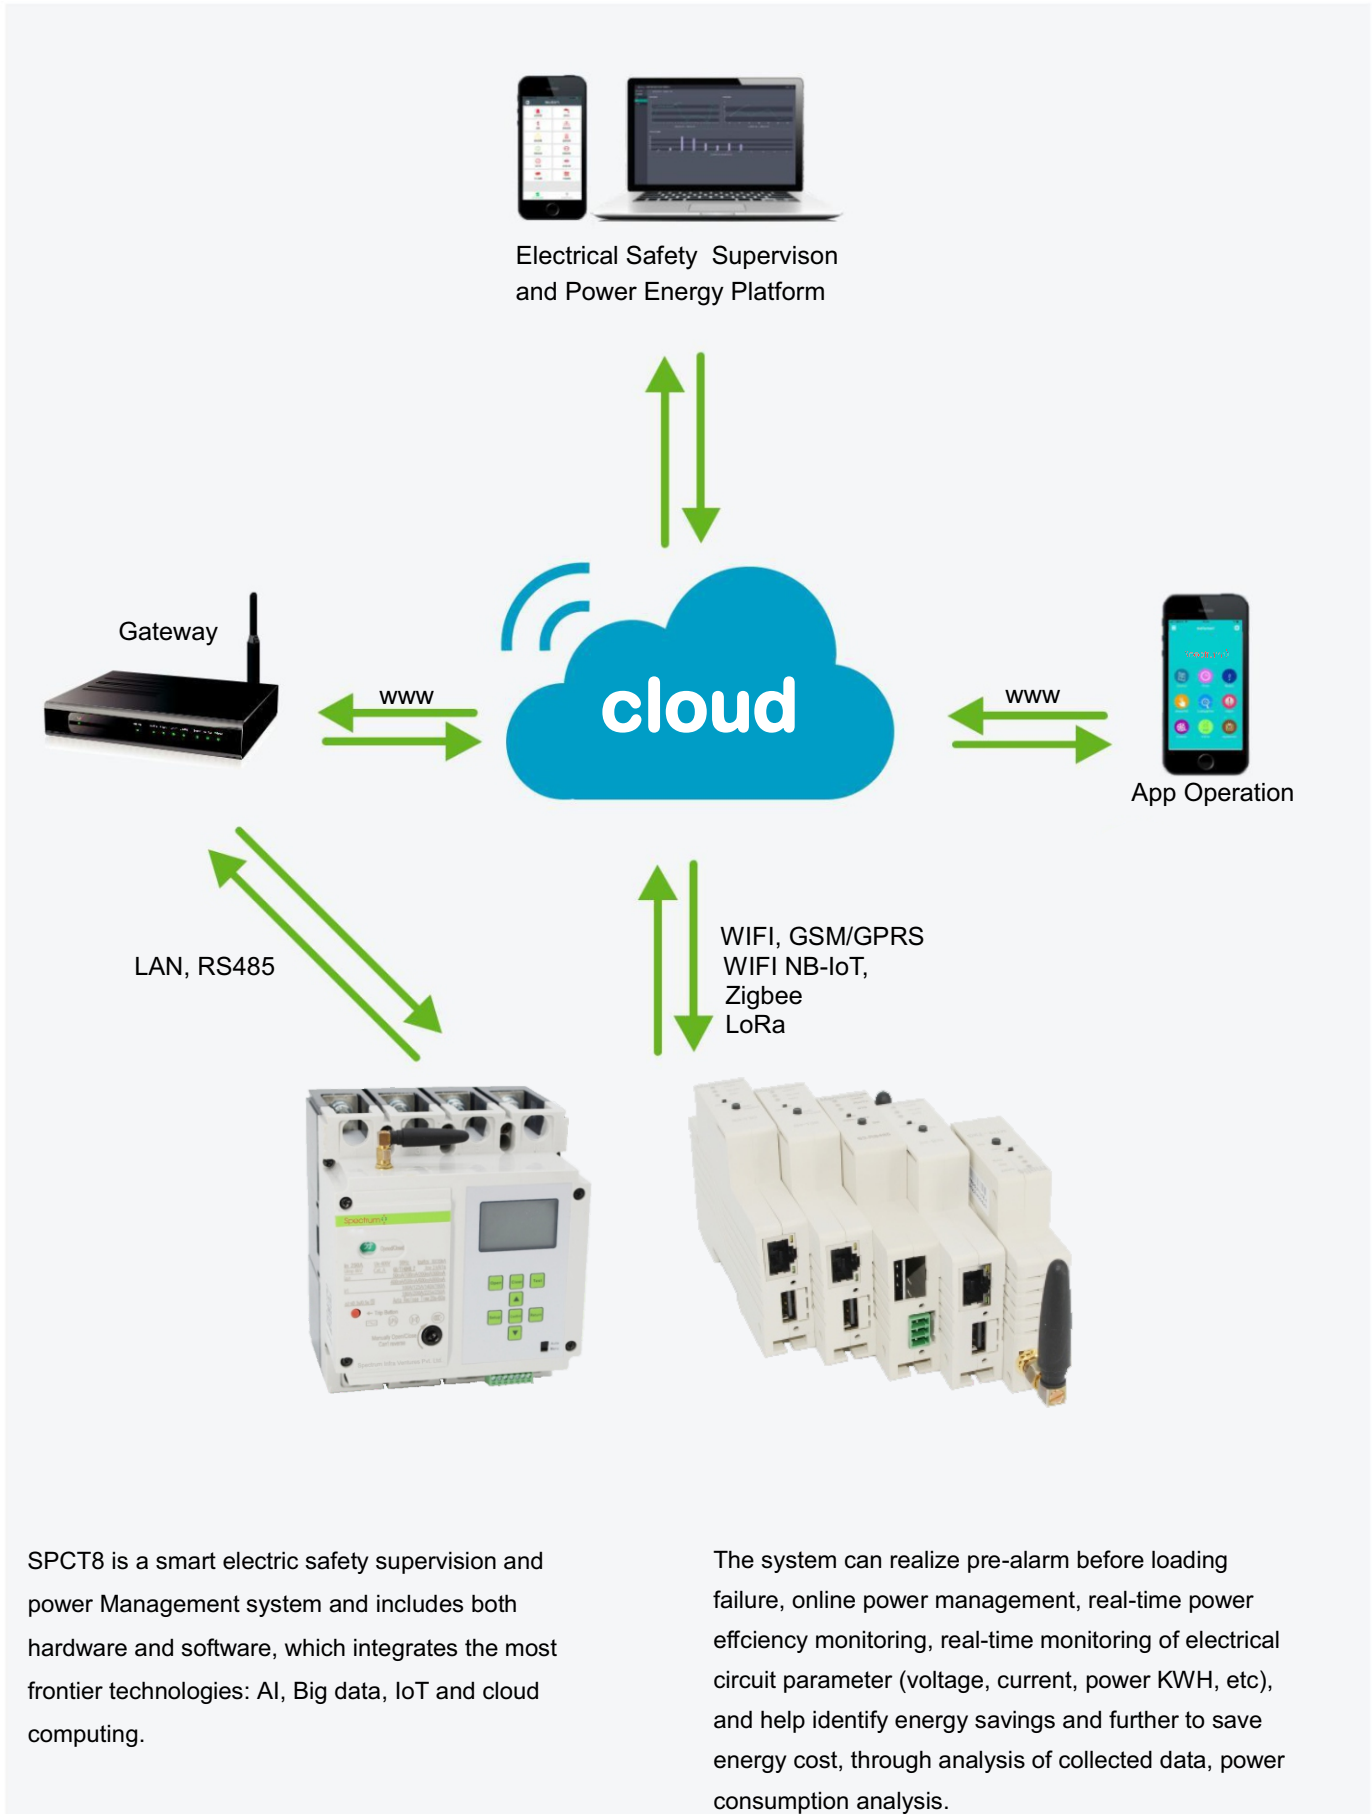 Electrical Safety  Supervison
and Power Energy Platform
Gateway
www
cloud
www
App Operation
LAN, RS485
WIFI, GSM/GPRS
WIFI NB-IoT,
Zigbee
LoRa
Spectrum
SPCT8 is a smart electric safety supervision and
power Management system and includes both
hardware and software, which integrates the most
frontier technologies: AI, Big data, IoT and cloud
computing.
The system can realize pre-alarm before loading
failure, online power management, real-time power
effciency monitoring, real-time monitoring of electrical
circuit parameter (voltage, current, power KWH, etc),
and help identify energy savings and further to save
energy cost, through analysis of collected data, power
consumption analysis.